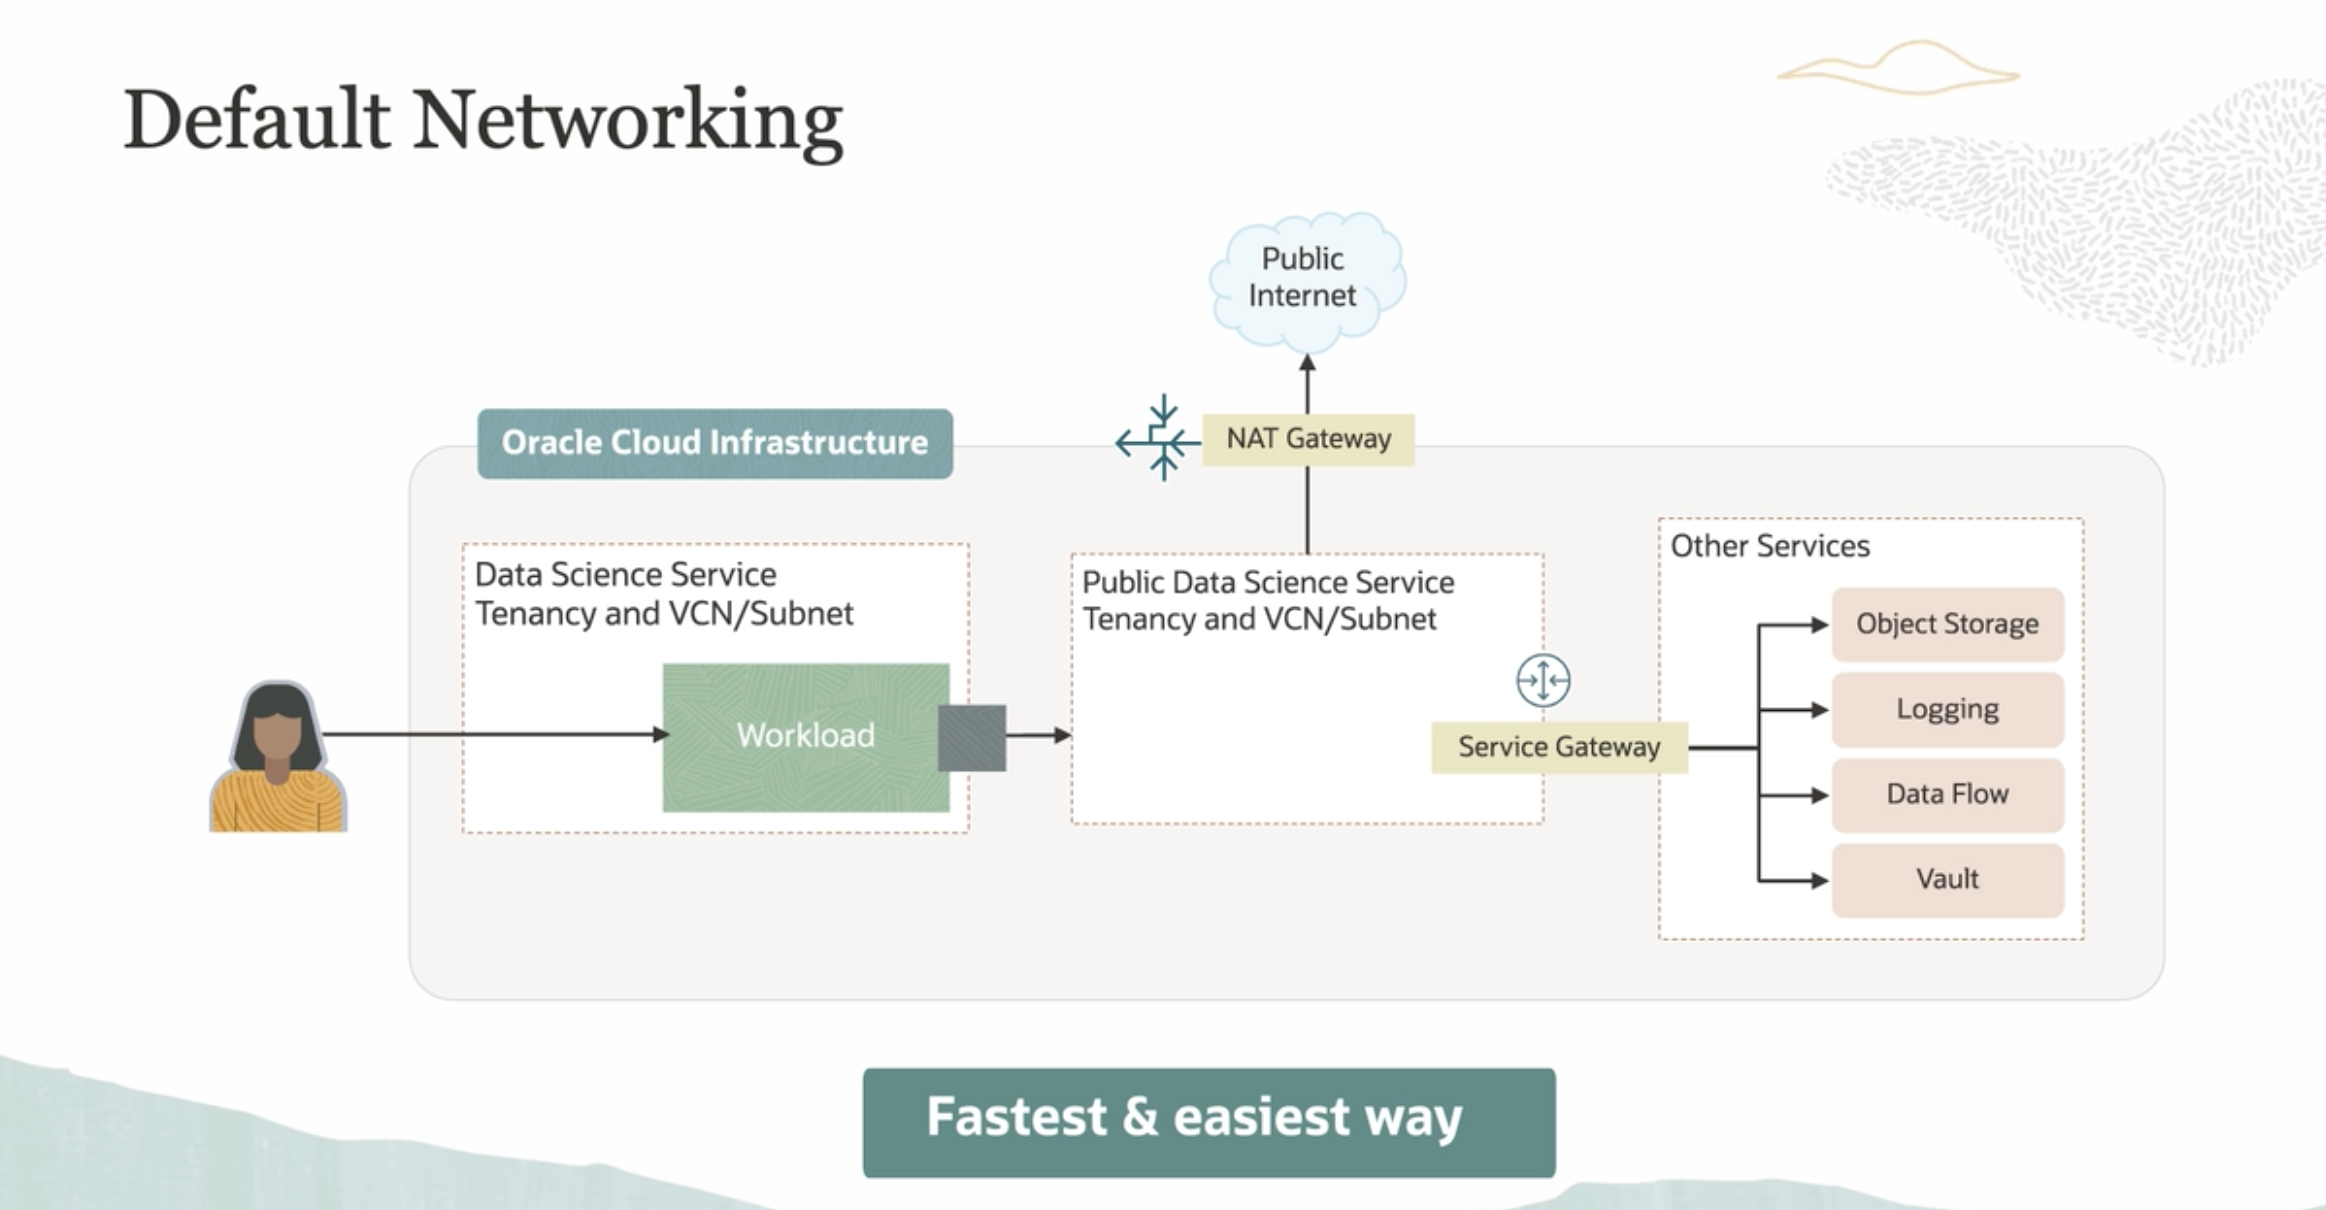 Default Networking
Public
Internet
Oracle Cloud Infrastructure
NAT Gateway
Data Science Service
Tenancy and VCN/Subnet
Workload
Public Data Science Service
Tenancy and VCN/Subnet
Service Gateway
Other Services
Object Storage
Logging
Data Flow
Vault
Fastest & easiest way